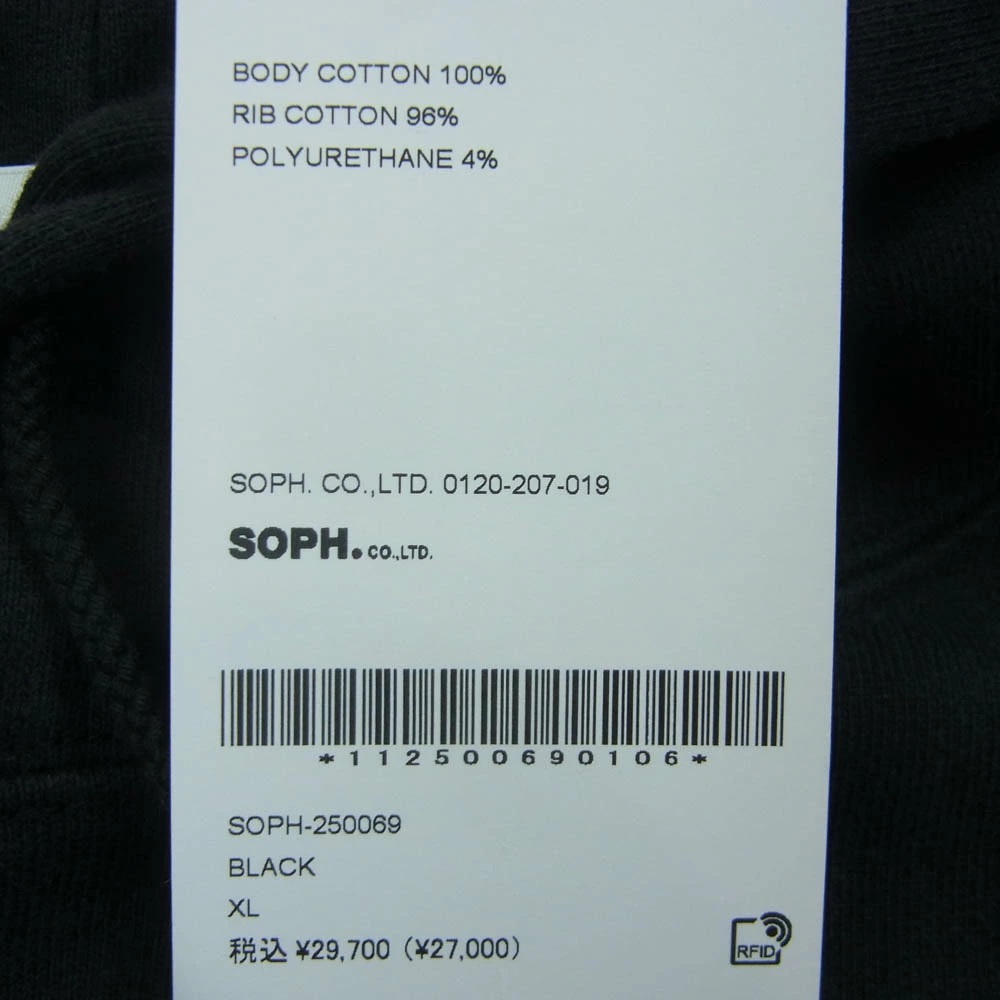 BODY COTTON 100%
RIB COTTON 96%
POLYURETHANE 4%
SOPH. CO.,LTD. 0120-207-019
SOPH. CO.,LTD.
*112500690106*
SOPH-250069
BLACK
XL
税込 ¥29,700 (¥27,000)
RFID